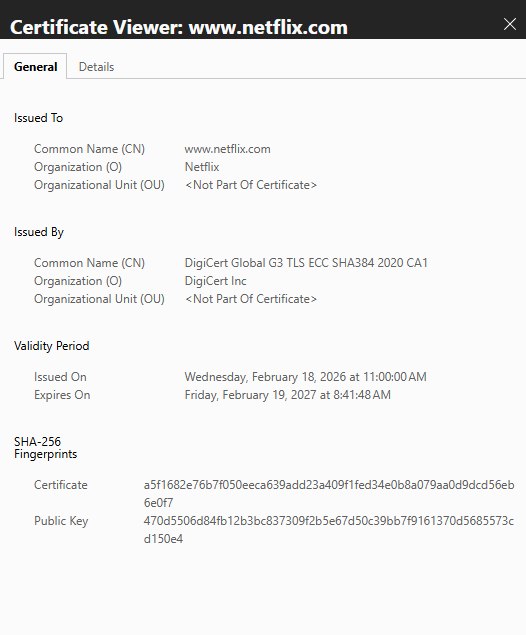 Certificate Viewer: www.netflix.com
General Details
Issued To
Common Name (CN) www.netflix.com
Organization (O) Netflix
Organizational Unit (OU) <Not Part Of Certificate>
Issued By
Common Name (CN) DigiCert Global G3 TLS ECC SHA384 2020 CA1
Organization (O) DigiCert Inc
Organizational Unit (OU) <Not Part Of Certificate>
Validity Period
Issued On Wednesday, February 18, 2026 at 11:00:00 AM
Expires On Friday, February 19, 2027 at 8:41:48 AM
SHA-256
Fingerprints
Certificate a5f1682e76b7f050eeca639add23a409f1fed34e0b8a079aa0d9dcd56eb
6e0f7
Public Key 470d5506d84fb12b3bc837309f2b5e67d50c39bb7f9161370d5685573c
d150e4